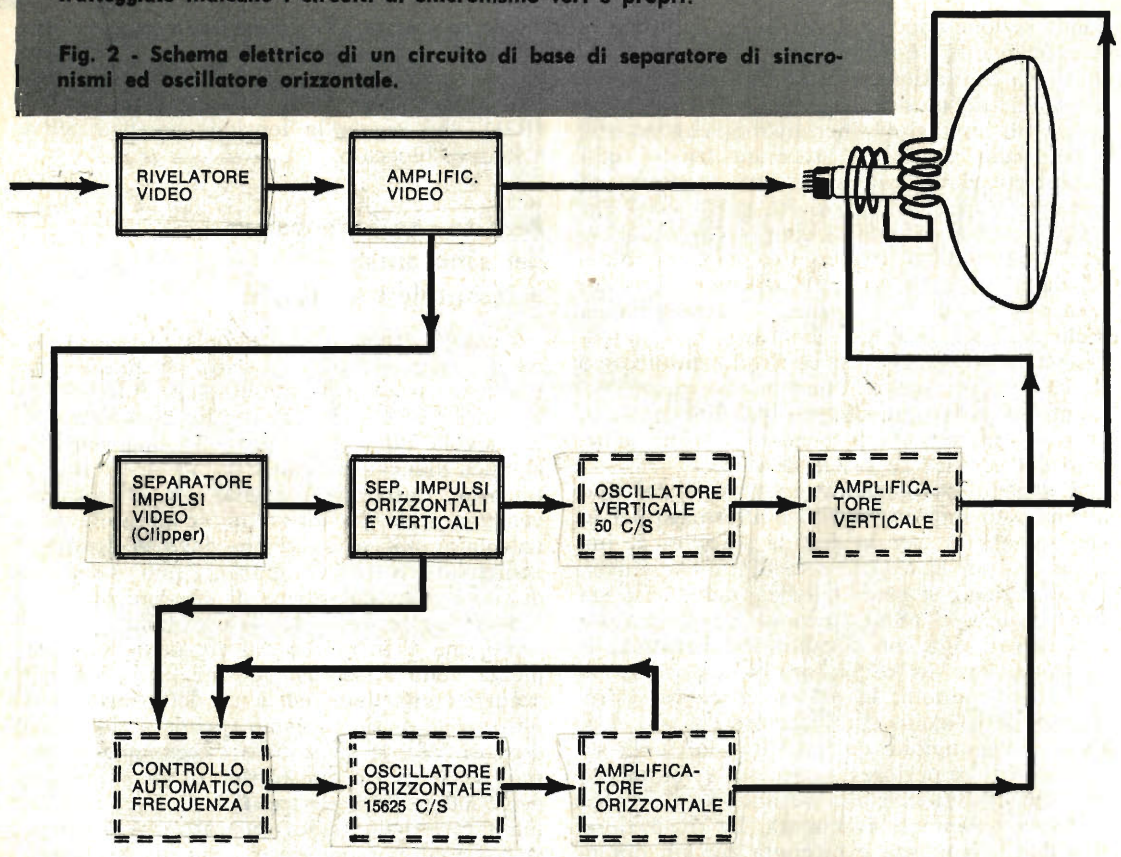 Fig. 2 - Schema elettrico di un circuito di base di separatore di sincro-
nismi ed oscillatore orizzontale.
RIVELATORE
VIDEO
AMPLIFIC.
VIDEO
SEPARATORE
IMPULSI
VIDEO
(Clipper)
SEP. IMPULSI
ORIZZONTALI
E VERTICALI
OSCILLATORE
VERTICALE
50 C/S
AMPLIFICA-
TORE
VERTICALE
CONTROLLO
AUTOMATICO
FREQUENZA
OSCILLATORE
ORIZZONTALE
15625 C/S
AMPLIFICA-
TORE
ORIZZONTALE